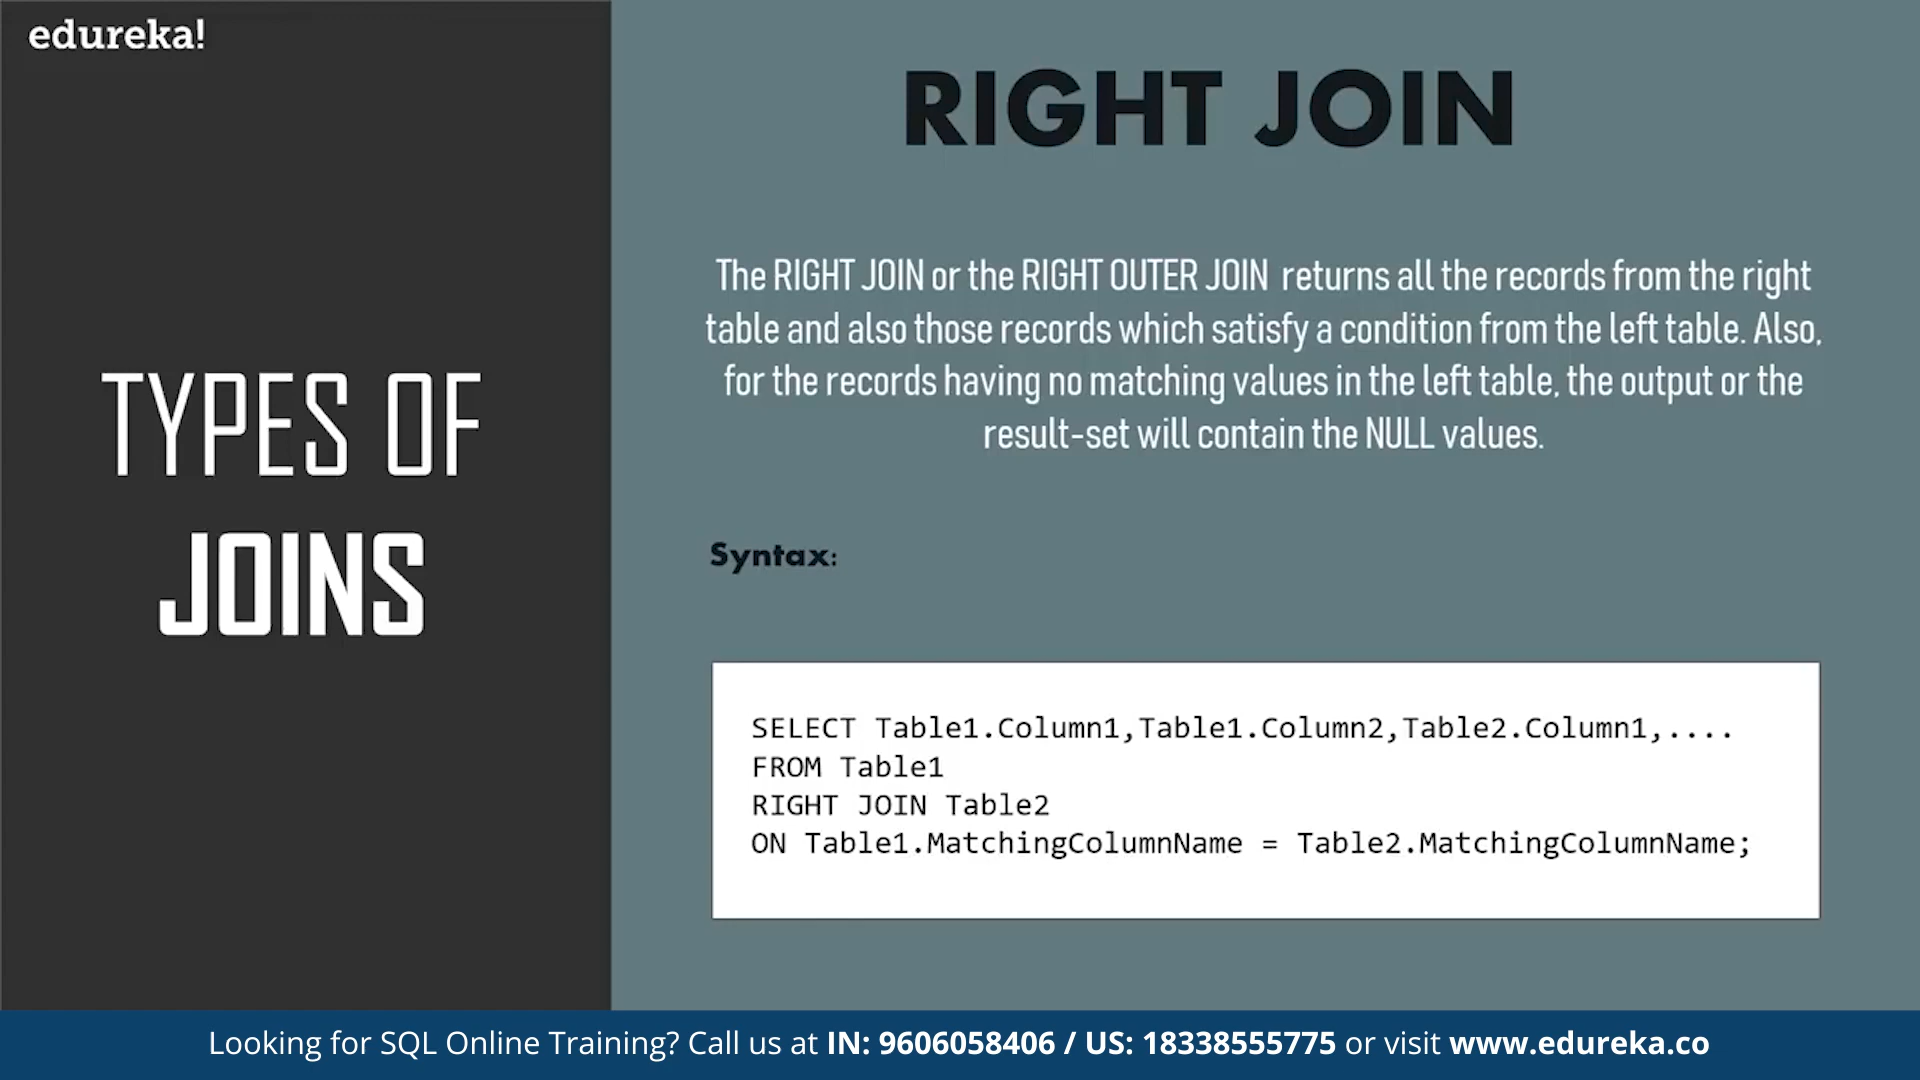 edureka!
TYPES OF
JOINS
RIGHT JOIN
The RIGHT JOIN or the RIGHT OUTER JOIN returns all the records from the right
table and also those records which satisfy a condition from the left table. Also,
for the records having no matching values in the left table, the output or the
result-set will contain the NULL values.
Syntax:
SELECT Table1.Column1,Table1.Column2,Table2.Column1,....
FROM Table1
RIGHT JOIN Table2
ON Table1.MatchingColumnName = Table2.MatchingColumnName;
Looking for SQL Online Training? Call us at IN: 9606058406 / US: 18338555775 or visit www.edureka.co